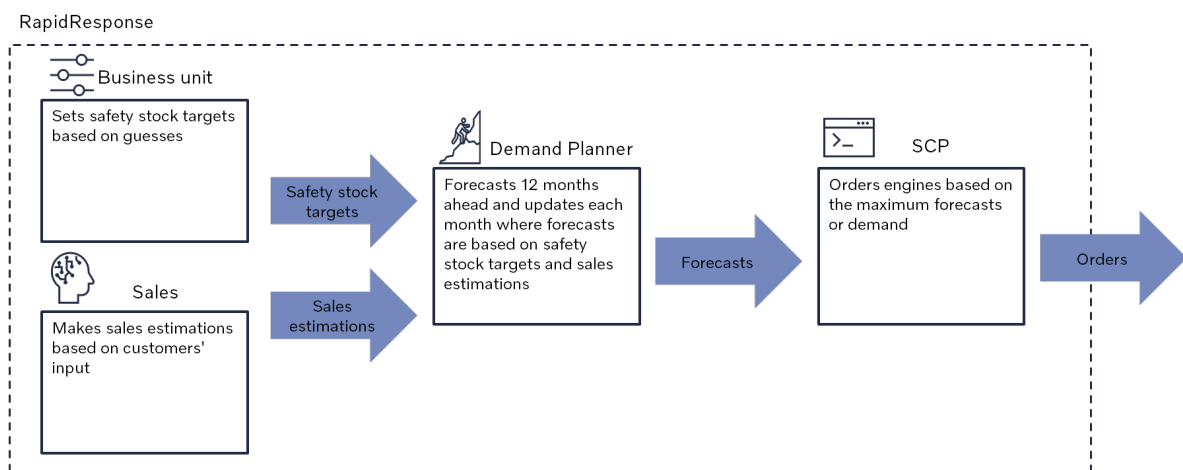 RapidResponse
Business unit
Sets safety stock targets
based on guesses
Safety stock
targets
Sales
Makes sales estimations
based on customers'
input
Sales
estimations
Demand Planner
Forecasts 12 months
ahead and updates each
month where forecasts
are based on safety
stock targets and sales
estimations
Forecasts
SCP
Orders engines based on
the maximum forecasts
or demand
Orders